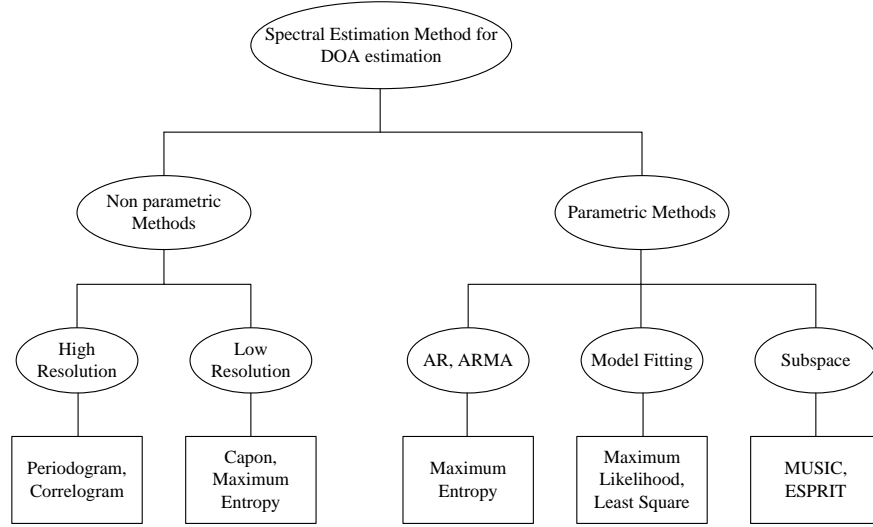 Spectral Estimation Method for
DOA estimation
Non parametric
Methods
Parametric Methods
High
Resolution
Low
Resolution
AR, ARMA
Model Fitting
Subspace
Periodogram,
Correlogram
Capon,
Maximum
Entropy
Maximum
Entropy
Maximum
Likelihood,
Least Square
MUSIC,
ESPRIT